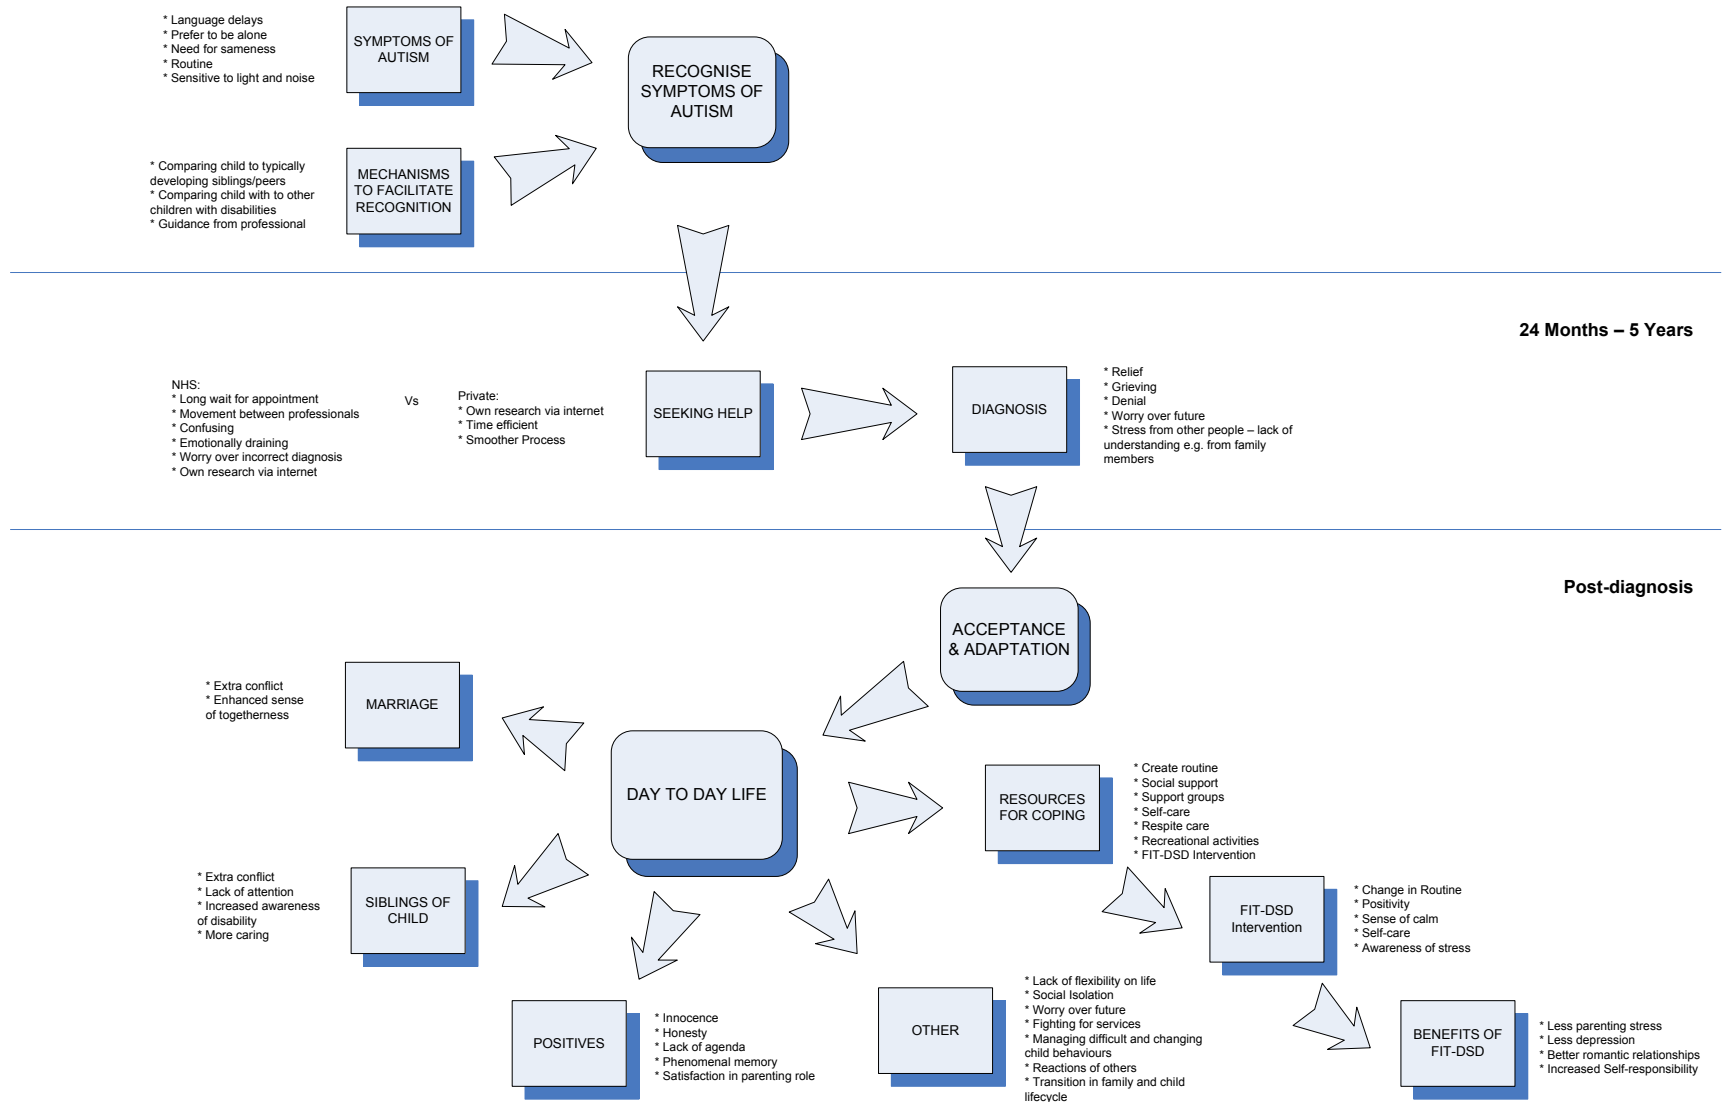 * Language delays
* Prefer to be alone
* Need for sameness
* Routine
* Sensitive to light and noise
SYMPTOMS OF
AUTISM
RECOGNISE
SYMPTOMS OF
AUTISM
* Comparing child to typically
developing siblings/peers
* Comparing child with to other
children with disabilities
* Guidance from professional
MECHANISMS
TO FACILITATE
RECOGNITION
24 Months – 5 Years
NHS:
* Long wait for appointment
* Movement between professionals
* Confusing
* Emotionally draining
* Worry over incorrect diagnosis
* Own research via internet
Vs
Private:
* Own research via internet
* Time efficient
* Smoother Process
SEEKING HELP
DIAGNOSIS
* Relief
* Grieving
* Denial
* Worry over future
* Stress from other people – lack of
understanding e.g. from family
members
Post-diagnosis
ACCEPTANCE
& ADAPTATION
* Extra conflict
* Enhanced sense
of togetherness
MARRIAGE
DAY TO DAY LIFE
RESOURCES
FOR COPING
* Create routine
* Social support
* Support groups
* Self-care
* Respite care
* Recreational activities
* FIT-DSD Intervention
* Extra conflict
* Lack of attention
* Increased awareness
of disability
* More caring
SIBLINGS OF
CHILD
FIT-DSD
Intervention
* Change in Routine
* Positivity
* Sense of calm
* Self-care
* Awareness of stress
POSITIVES
* Innocence
* Honesty
* Lack of agenda
* Phenomenal memory
* Satisfaction in parenting role
OTHER
* Lack of flexibility on life
* Social Isolation
* Worry over future
* Fighting for services
* Managing difficult and changing
child behaviours
* Reactions of others
* Transition in family and child
lifecycle
BENEFITS OF
FIT-DSD
* Less parenting stress
* Less depression
* Better romantic relationships
* Increased Self-responsibility